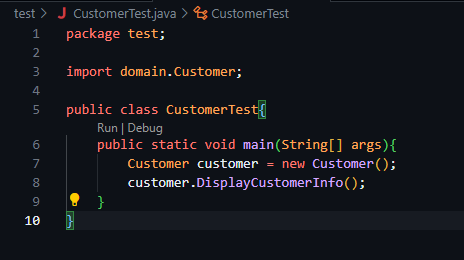 test > J CustomerTest.java > CustomerTest
1 package test;
2
3 import domain.Customer;
4
5 public class CustomerTest{
Run | Debug
6     public static void main(String[] args){
7         Customer customer = new Customer();
8         customer.DisplayCustomerInfo();
9     }
10 }